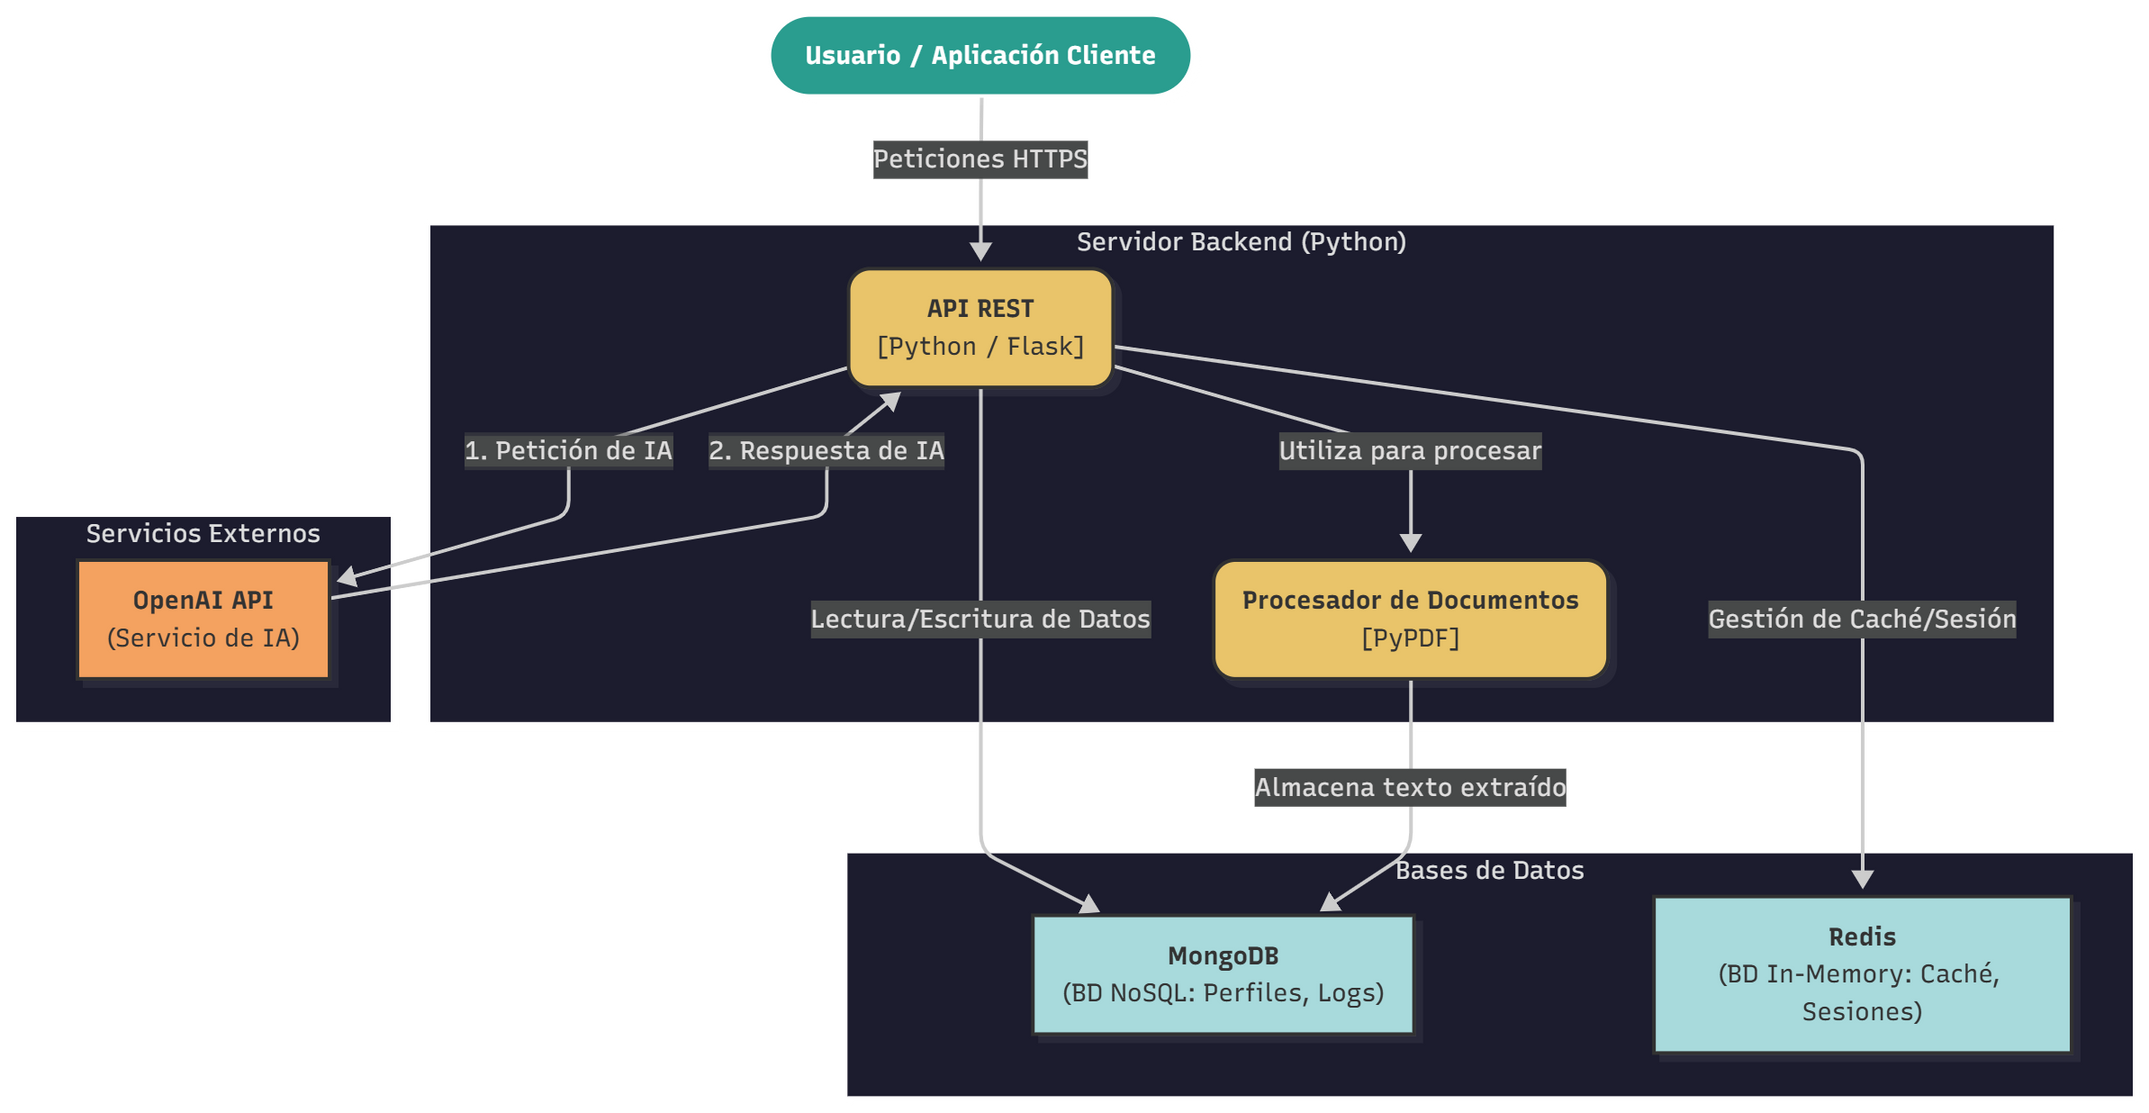 Usuario / Aplicación Cliente
Peticiones HTTPS
Servidor Backend (Python)
API REST
[Python / Flask]
1. Petición de IA
2. Respuesta de IA
Utiliza para procesar
Servicios Externos
OpenAI API
(Servicio de IA)
Lectura/Escritura de Datos
Procesador de Documentos
[PyPDF]
Gestión de Caché/Sesión
Almacena texto extraído
Bases de Datos
MongoDB
(BD NoSQL: Perfiles, Logs)
Redis
(BD In-Memory: Caché,
Sesiones)